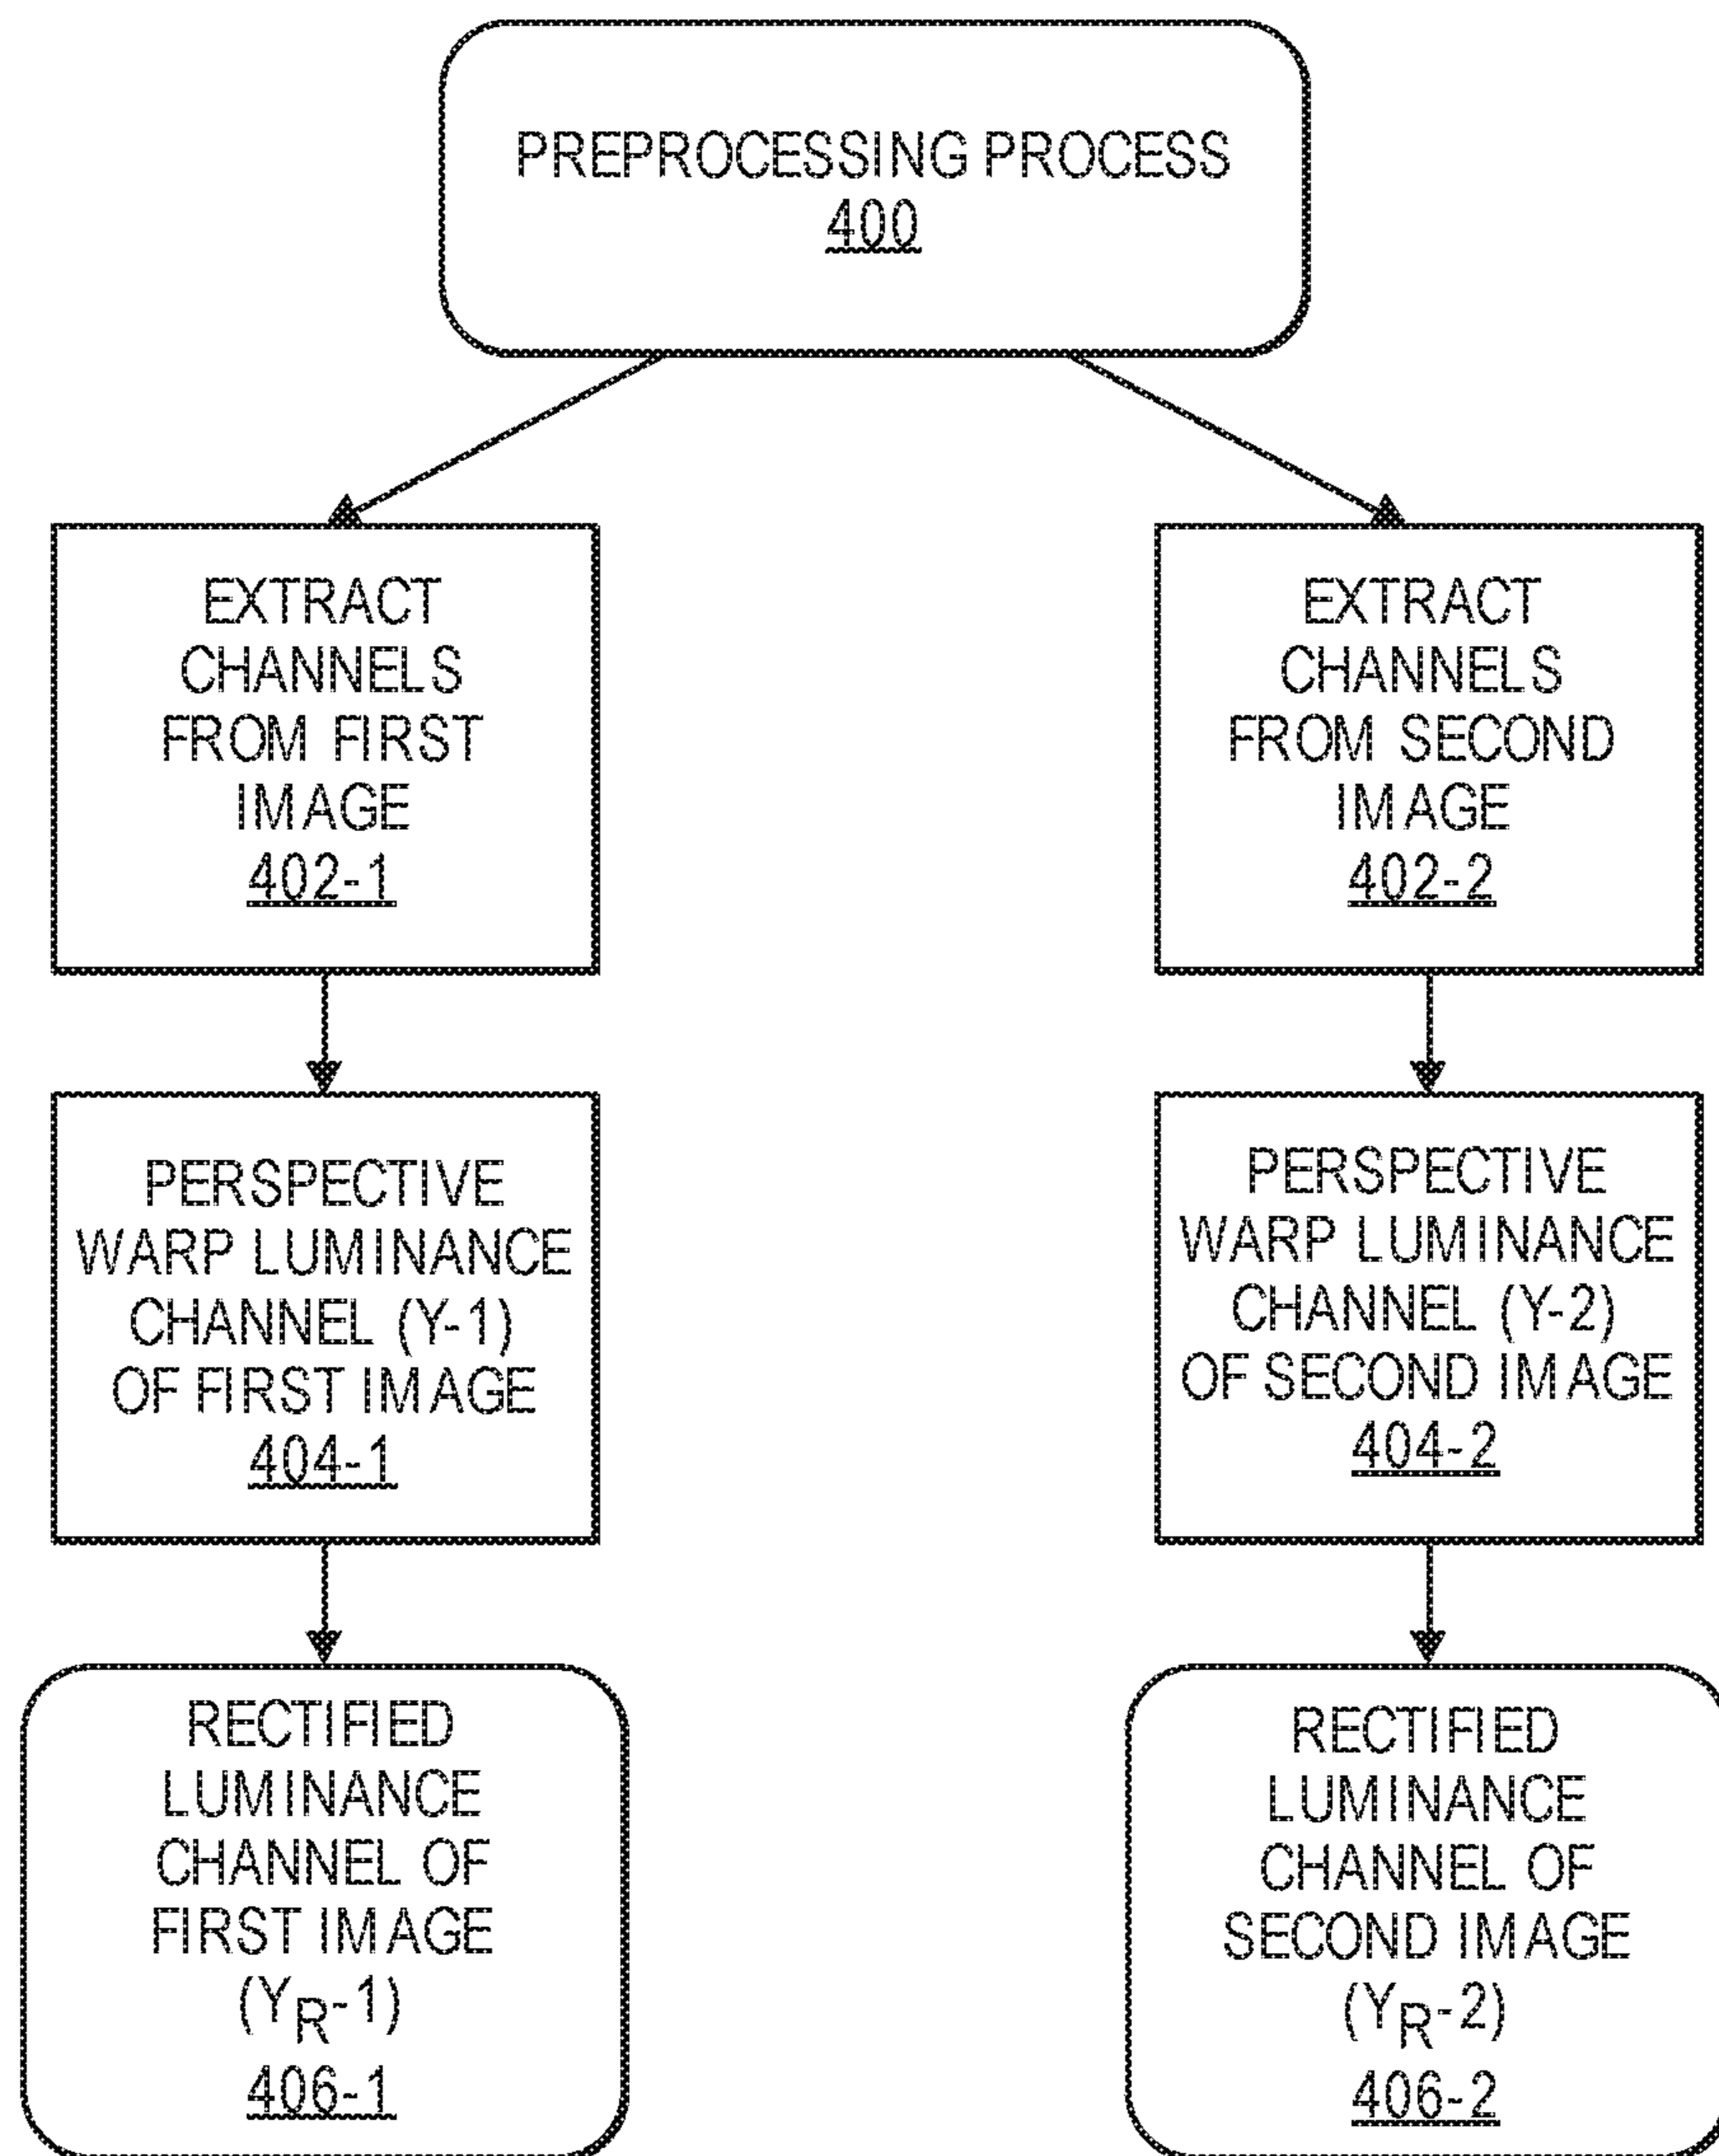 PREPROCESSING PROCESS
400
EXTRACT
CHANNELS
FROM FIRST
IMAGE
402-1
EXTRACT
CHANNELS
FROM SECOND
IMAGE
402-2
PERSPECTIVE
WARP LUMINANCE
CHANNEL (Y-1)
OF FIRST IMAGE
404-1
PERSPECTIVE
WARP LUMINANCE
CHANNEL (Y-2)
OF SECOND IMAGE
404-2
RECTIFIED
LUMINANCE
CHANNEL OF
FIRST IMAGE
(YR-1)
406-1
RECTIFIED
LUMINANCE
CHANNEL OF
SECOND IMAGE
(YR-2)
406-2